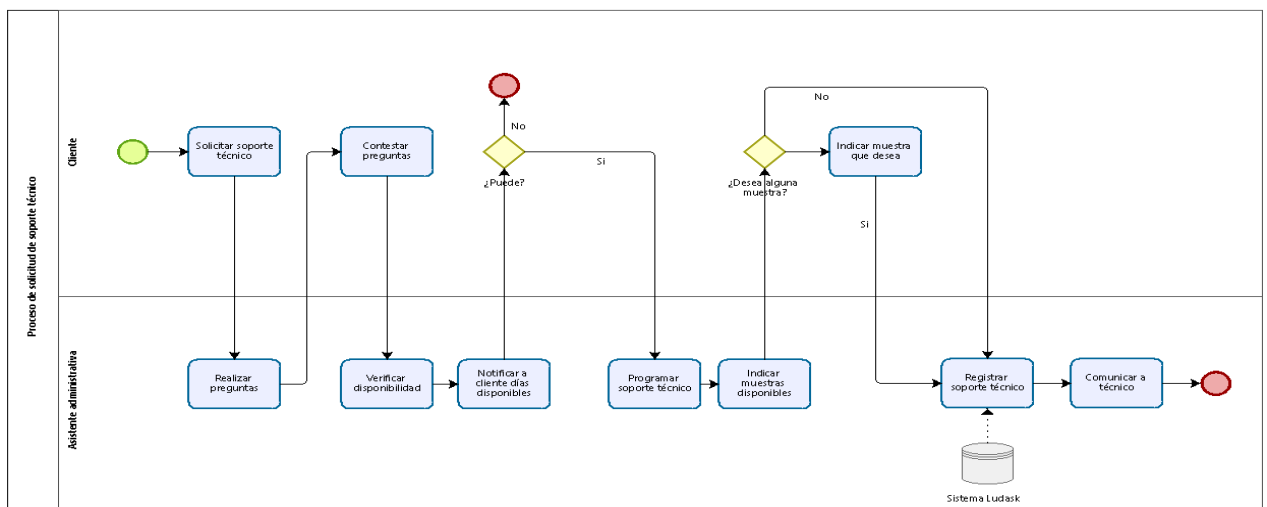 Proceso de solicitud de soporte técnico
Cliente
Solicitar soporte
técnico
Contestar
preguntas
No
¿Puede?
Si
¿Desea alguna
muestra?
No
Indicar muestra
que desea
Si
Asistente administrativa
Realizar
preguntas
Verificar
disponibilidad
Notificar a
cliente días
disponibles
Programar
soporte técnico
Indicar
muestras
disponibles
Registrar
soporte técnico
Comunicar a
técnico
Sistema Ludask